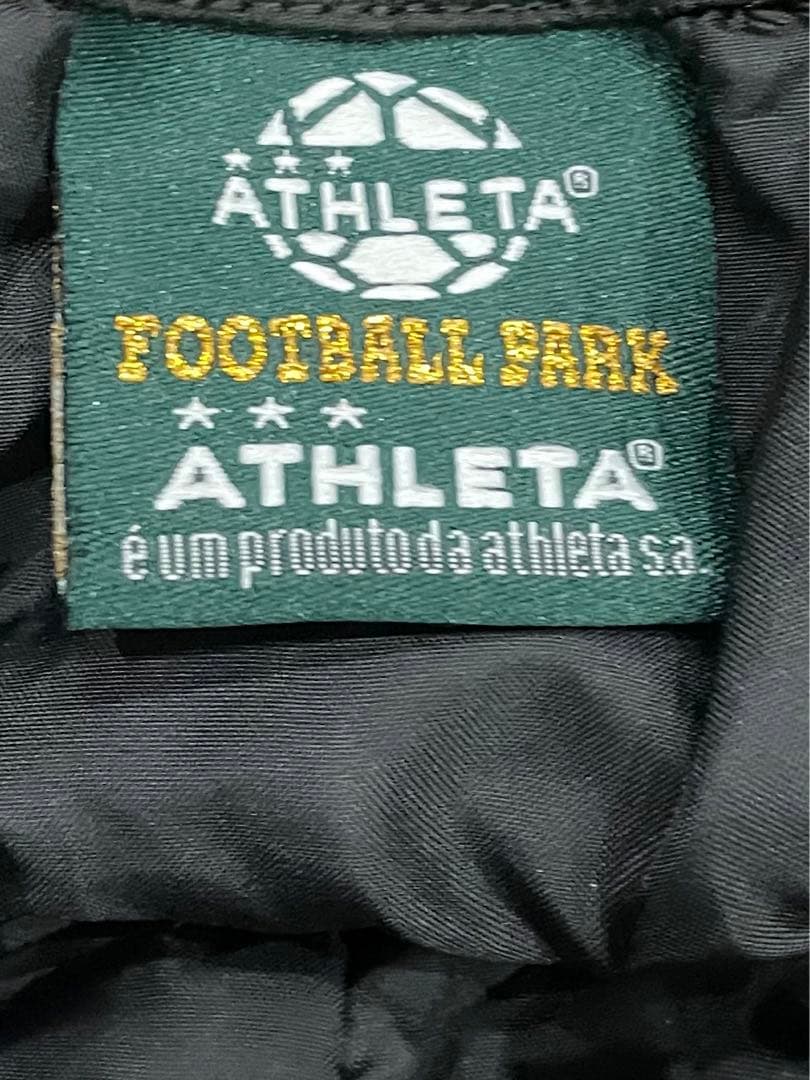 ★★★
ATHLETA®
FOOTBALL PARK
★★★
ATHLETA®
é um produto da athleta s.a.